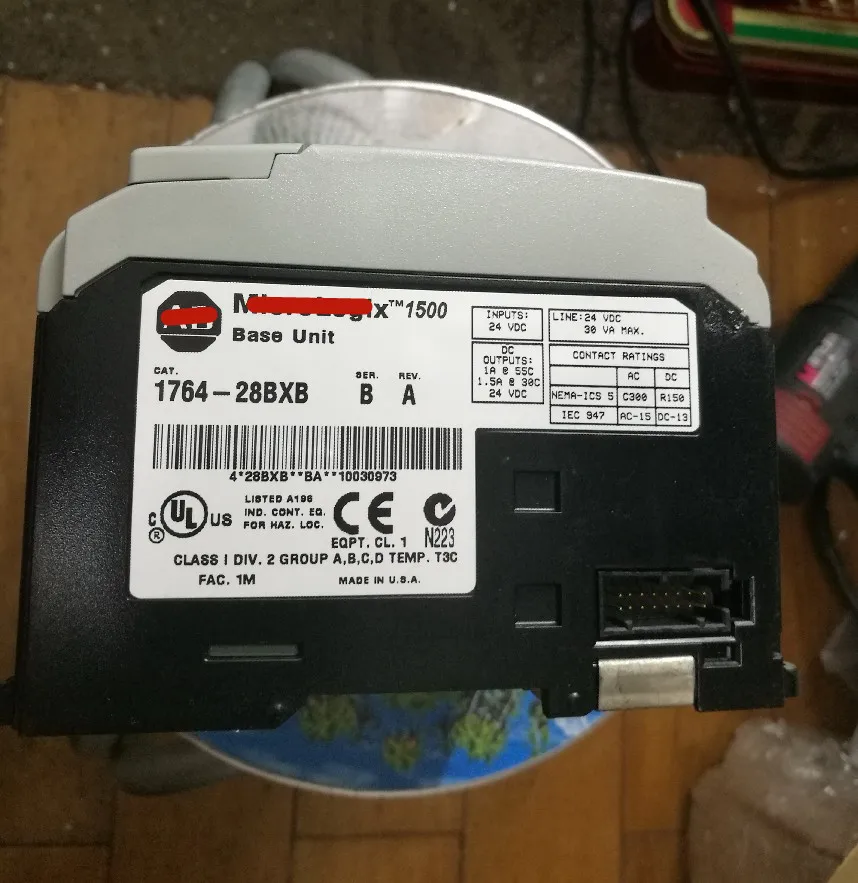 ™ 1500
Base Unit
CAT.
SER.
REV.
1764-28BXB
B
A
4*28BXB**BA**10030973
INPUTS:
24 VDC
DC
OUTPUTS:
1A @ 55C
1.5A @ 30C
24 VDC
LINE: 24 VDC
30 VA MAX.
CONTACT RATINGS
AC DC
NEMA-ICS 5 C300 R150
IEC 947 AC-15 DC-13
C UL US
®
LISTED A196
IND. CONT. EQ.
FOR HAZ. LOC.
CE
N223
EQPT. CL. 1
CLASS I DIV. 2 GROUP A,B,C,D TEMP. T3C
FAC. 1M
MADE IN U.S.A.